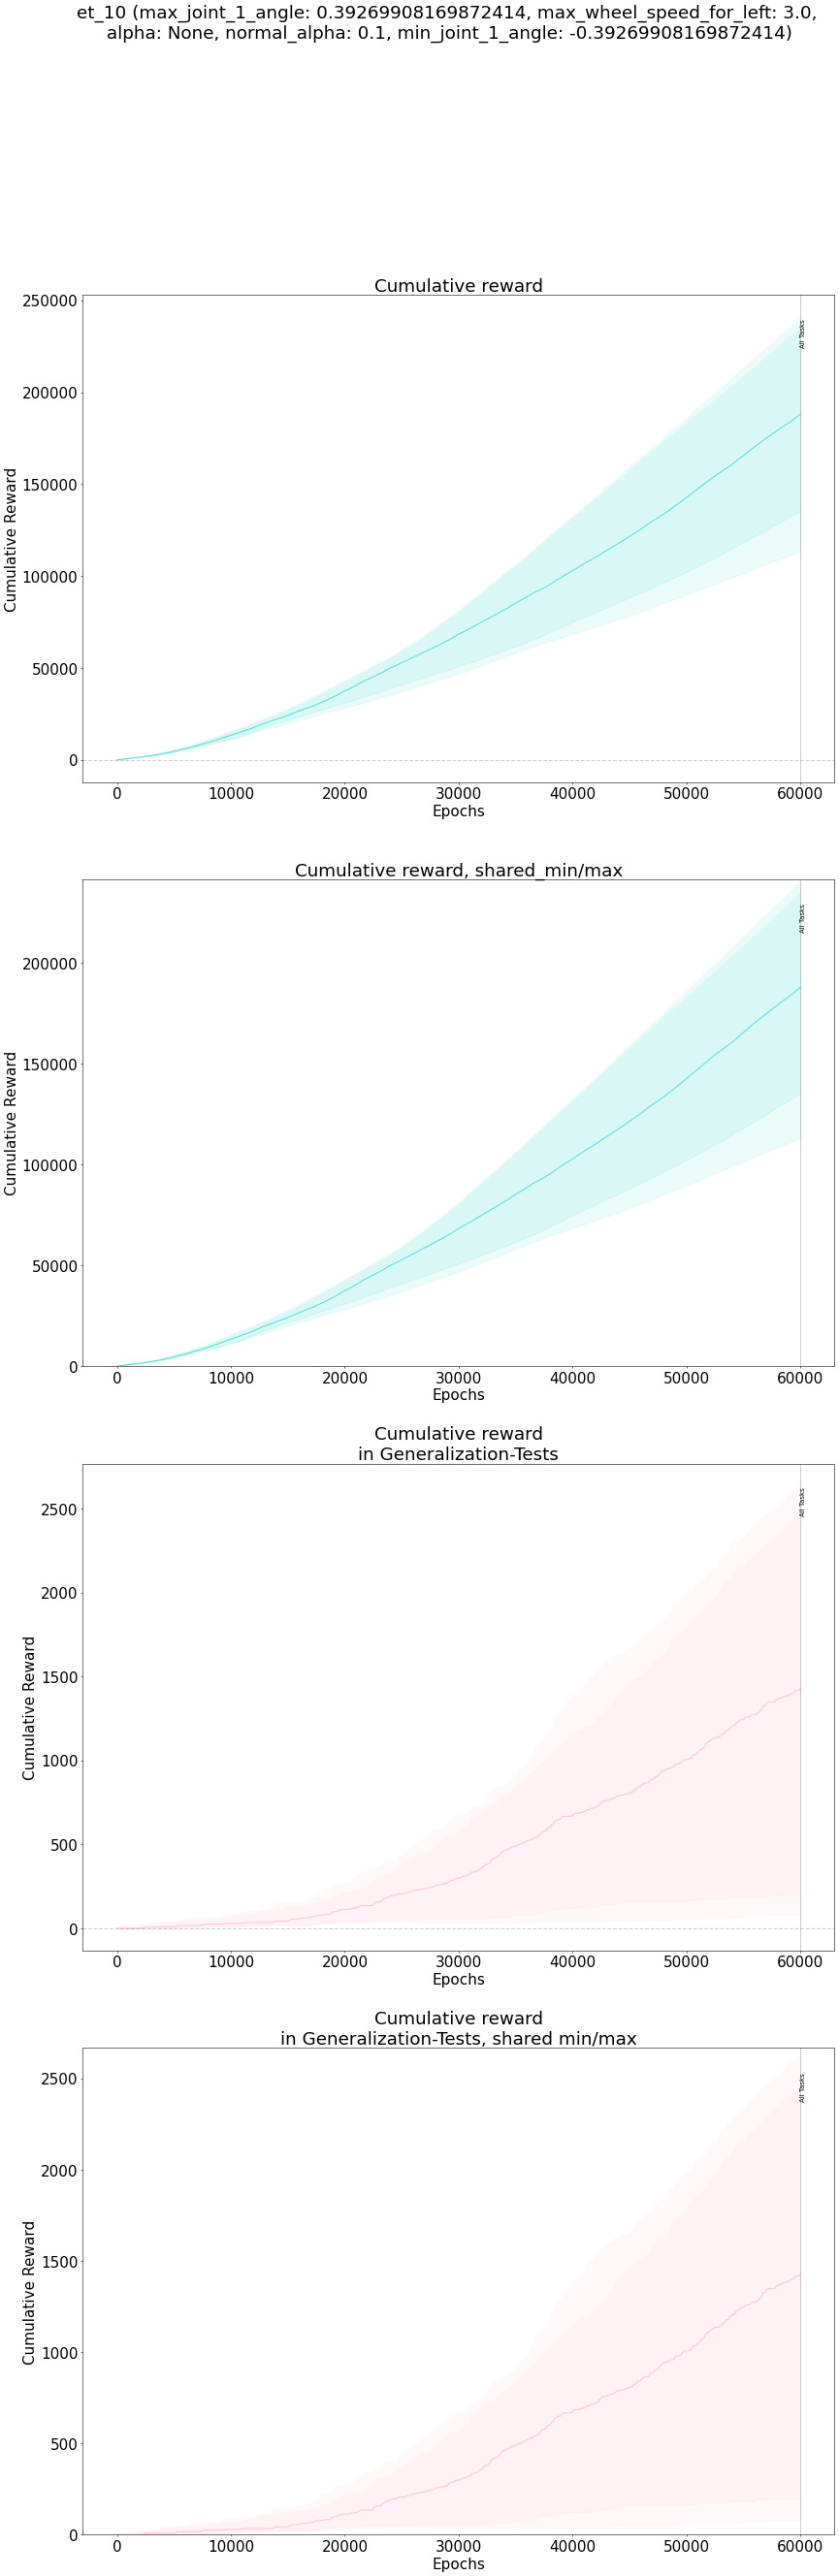 et_10 (max_joint_1_angle: 0.39269908169872414, max_wheel_speed_for_left: 3.0,
alpha: None, normal_alpha: 0.1, min_joint_1_angle: -0.39269908169872414)
Cumulative reward
250000
200000
150000
100000
50000
0
Cumulative Reward
All Tasks
0 10000 20000 30000 40000 50000 60000
Epochs
Cumulative reward, shared_min/max
200000
150000
100000
50000
0
Cumulative Reward
All Tasks
0 10000 20000 30000 40000 50000 60000
Epochs
Cumulative reward
in Generalization-Tests
2500
2000
1500
1000
500
0
Cumulative Reward
All Tasks
0 10000 20000 30000 40000 50000 60000
Epochs
Cumulative reward
in Generalization-Tests, shared min/max
2500
2000
1500
1000
500
0
Cumulative Reward
All Tasks
0 10000 20000 30000 40000 50000 60000
Epochs